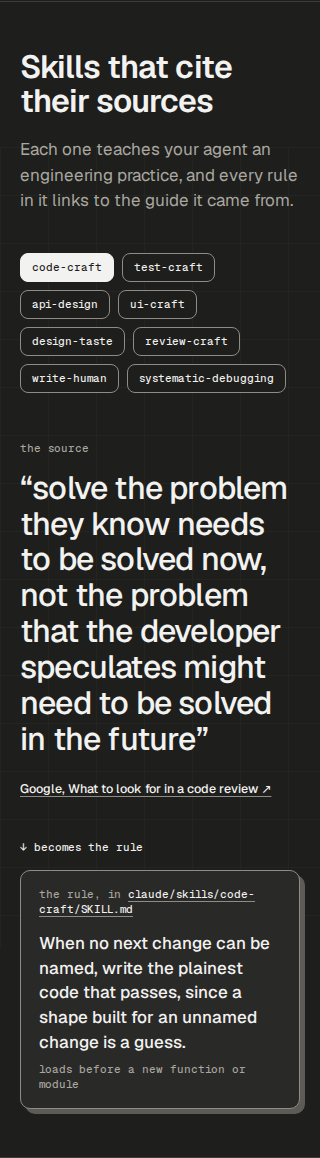 Skills that cite
their sources
Each one teaches your agent an
engineering practice, and every rule
in it links to the guide it came from.
code-craft
test-craft
api-design
ui-craft
design-taste
review-craft
write-human
systematic-debugging
the source
“solve the problem
they know needs
to be solved now,
not the problem
that the developer
speculates might
need to be solved
in the future”
Google, What to look for in a code review ↗
↓ becomes the rule
the rule, in claude/skills/code-
craft/SKILL.md
When no next change can be
named, write the plainest
code that passes, since a
shape built for an unnamed
change is a guess.
loads before a new function or
module